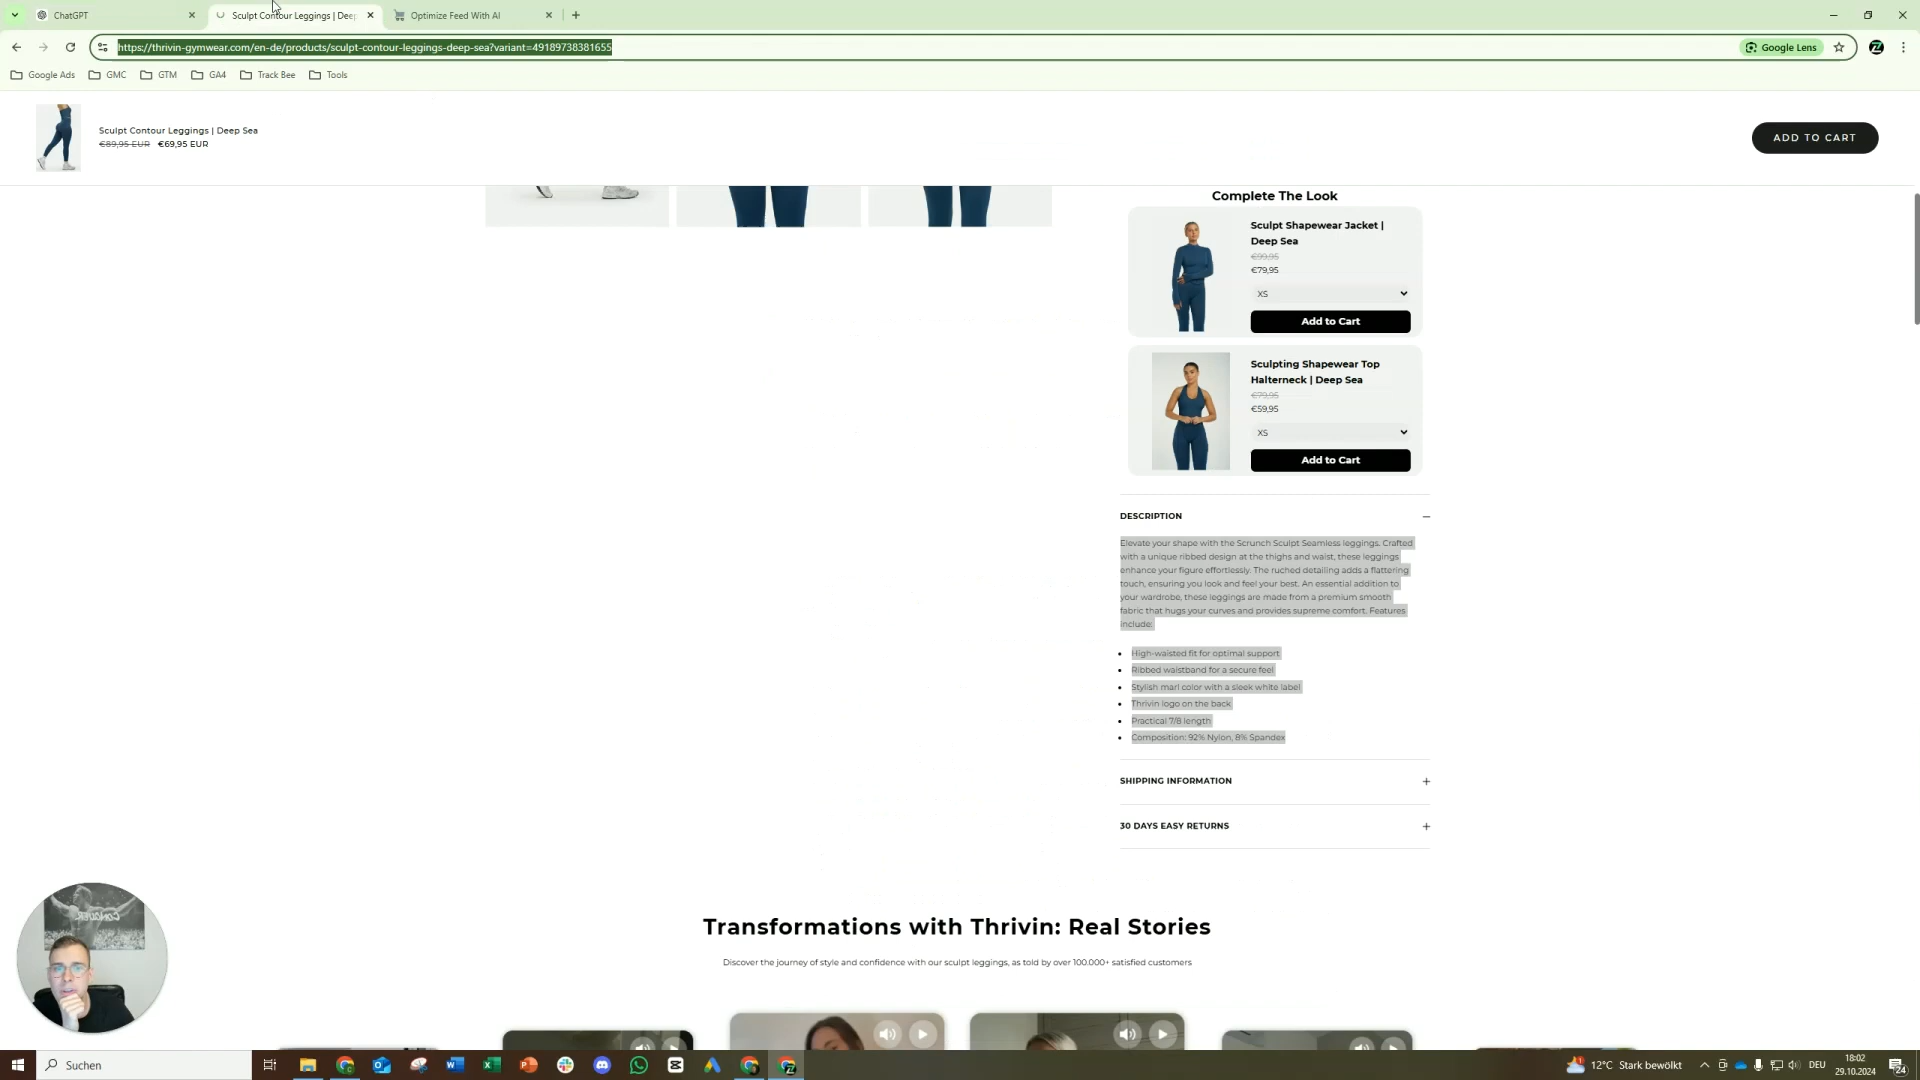 ChatGPT
Sculpt Contour Leggings | Deep
Optimize Feed With AI
https://thrivin-gymwear.com/en-de/products/sculpt-contour-leggings-deep-sea?variant=49189738381655
Google Lens
Google Ads
GMC
GTM
GA4
Track Bee
Tools
Sculpt Contour Leggings | Deep Sea
€89,95 EUR €69,95 EUR
ADD TO CART
Complete The Look
Sculpt Shapewear Jacket |
Deep Sea
€99,95
€79,95
XS
Add to Cart
Sculpting Shapewear Top
Halterneck | Deep Sea
€79,95
€59,95
XS
Add to Cart
DESCRIPTION
Elevate your shape with the Scrunch Sculpt Seamless leggings. Crafted
with a unique ribbed design at the thighs and waist, these leggings
enhance your figure effortlessly. The ruched detailing adds a flattering
touch, ensuring you look and feel your best. An essential addition to
your wardrobe, these leggings are made from a premium smooth
fabric that hugs your curves and provides supreme comfort. Features
include:
High-waisted fit for optimal support
Ribbed waistband for a secure feel
Stylish marl color with a sleek white label
Thrivin logo on the back
Practical 7/8 length
Composition: 92% Nylon, 8% Spandex
SHIPPING INFORMATION
30 DAYS EASY RETURNS
Transformations with Thrivin: Real Stories
Discover the journey of style and confidence with our sculpt leggings, as told by over 100.000+ satisfied customers
Suchen
12°C Stark bewölkt
DEU
18:02
29.10.2024
24